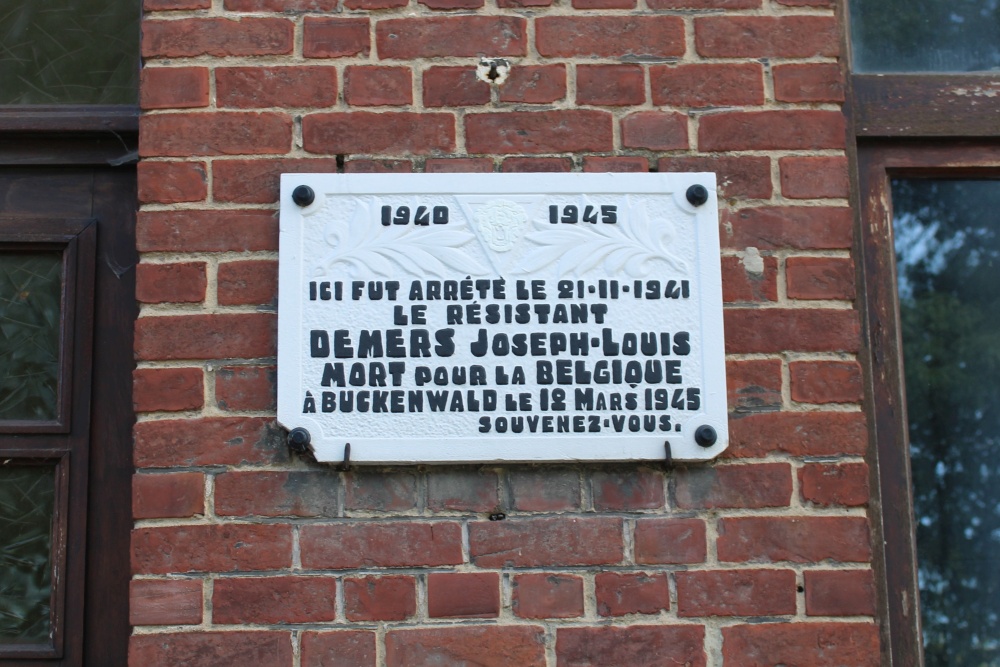 1940 1945
ICI FUT ARRÉTÉ LE 21-11-1941
LE RÉSISTANT
DEMERS JOSEPH-LOUIS
MORT POUR LA BELGIQUE
À BUCKENWALD LE 12 MARS 1945
SOUVENEZ-VOUS.